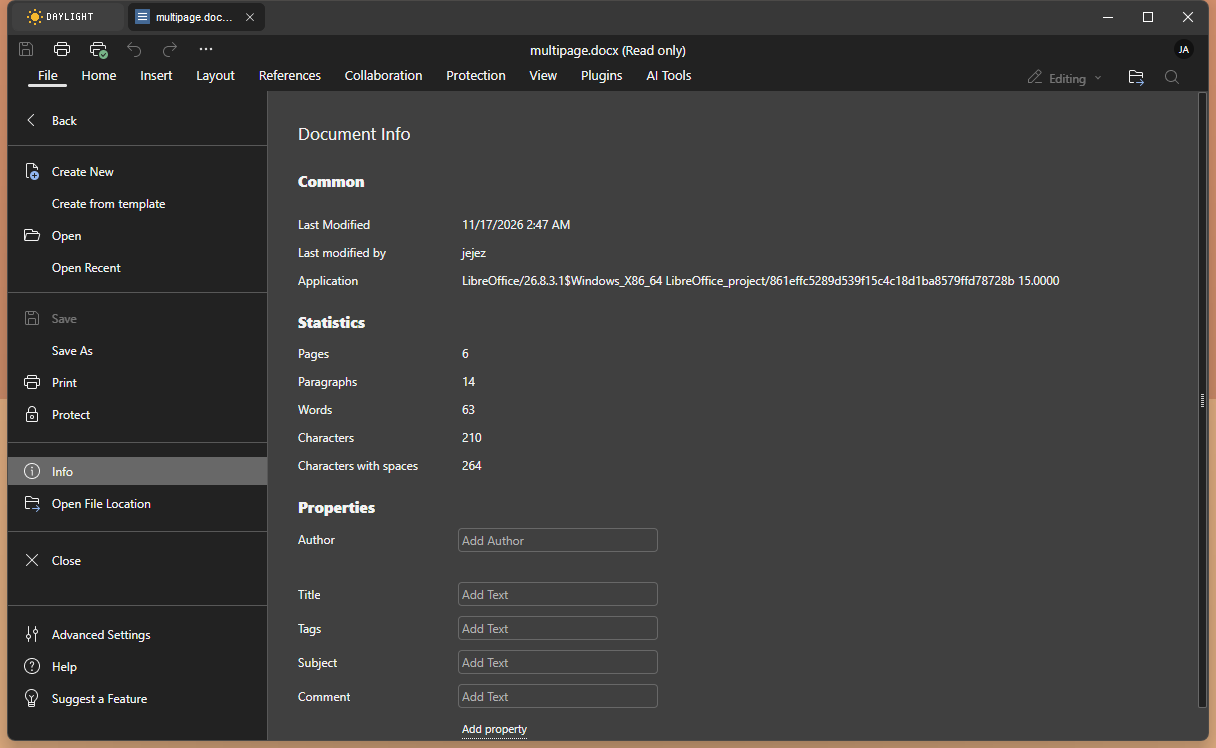 DAYLIGHT
multipage.doc...
multipage.docx (Read only)
JA
File Home Insert Layout References Collaboration Protection View Plugins AI Tools
Editing
Back
Create New
Create from template
Open
Open Recent
Save
Save As
Print
Protect
Info
Open File Location
Close
Advanced Settings
Help
Suggest a Feature
Document Info
Common
Last Modified 11/17/2026 2:47 AM
Last modified by jejez
Application LibreOffice/26.8.3.1$Windows_X86_64 LibreOffice_project/861effc5289d539f15c4c18d1ba8579ffd78728b 15.0000
Statistics
Pages 6
Paragraphs 14
Words 63
Characters 210
Characters with spaces 264
Properties
Author Add Author
Title Add Text
Tags Add Text
Subject Add Text
Comment Add Text
Add property